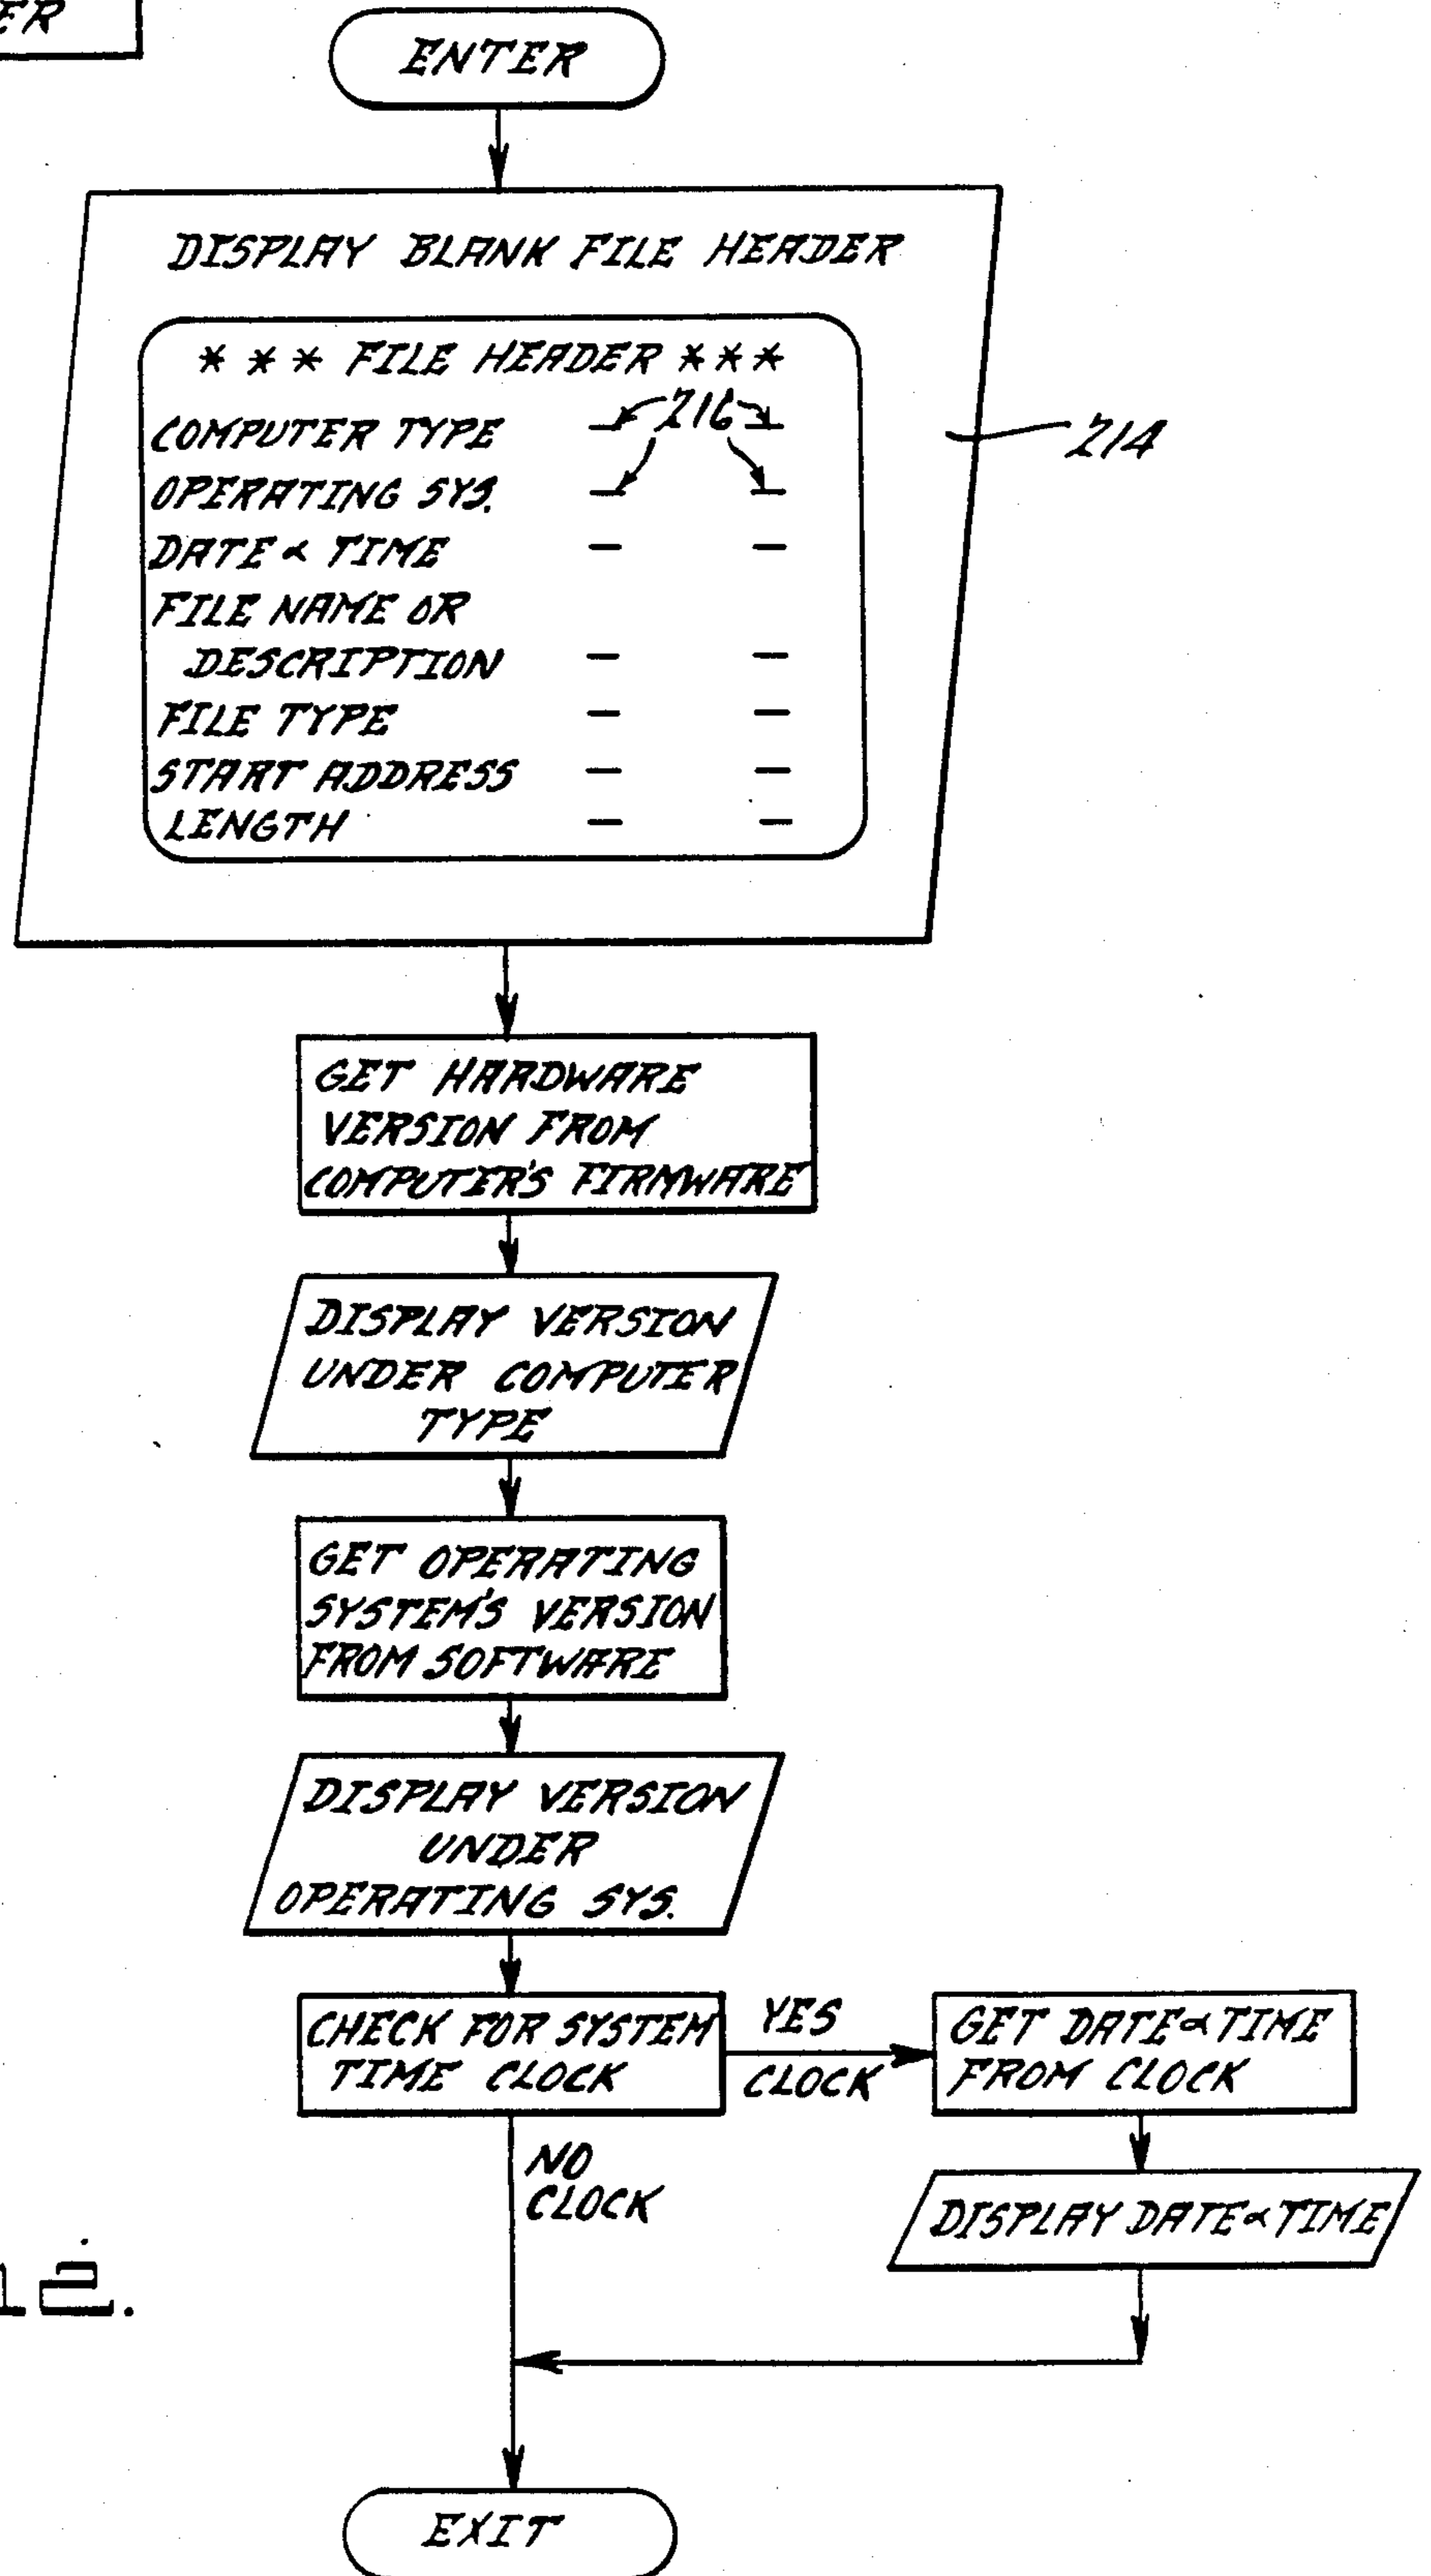 ER
ENTER
DISPLAY BLANK FILE HEADER
* * * FILE HEADER * * *
COMPUTER TYPE — 216 —
214
OPERATING SYS. — —
DATE & TIME — —
FILE NAME OR
DESCRIPTION — —
FILE TYPE — —
START ADDRESS — —
LENGTH — —
GET HARDWARE
VERSION FROM
COMPUTER'S FIRMWARE
DISPLAY VERSION
UNDER COMPUTER
TYPE
GET OPERATING
SYSTEM'S VERSION
FROM SOFTWARE
DISPLAY VERSION
UNDER
OPERATING SYS.
CHECK FOR SYSTEM
TIME CLOCK
YES
CLOCK
GET DATE & TIME
FROM CLOCK
NO
CLOCK
DISPLAY DATE & TIME
12.
EXIT